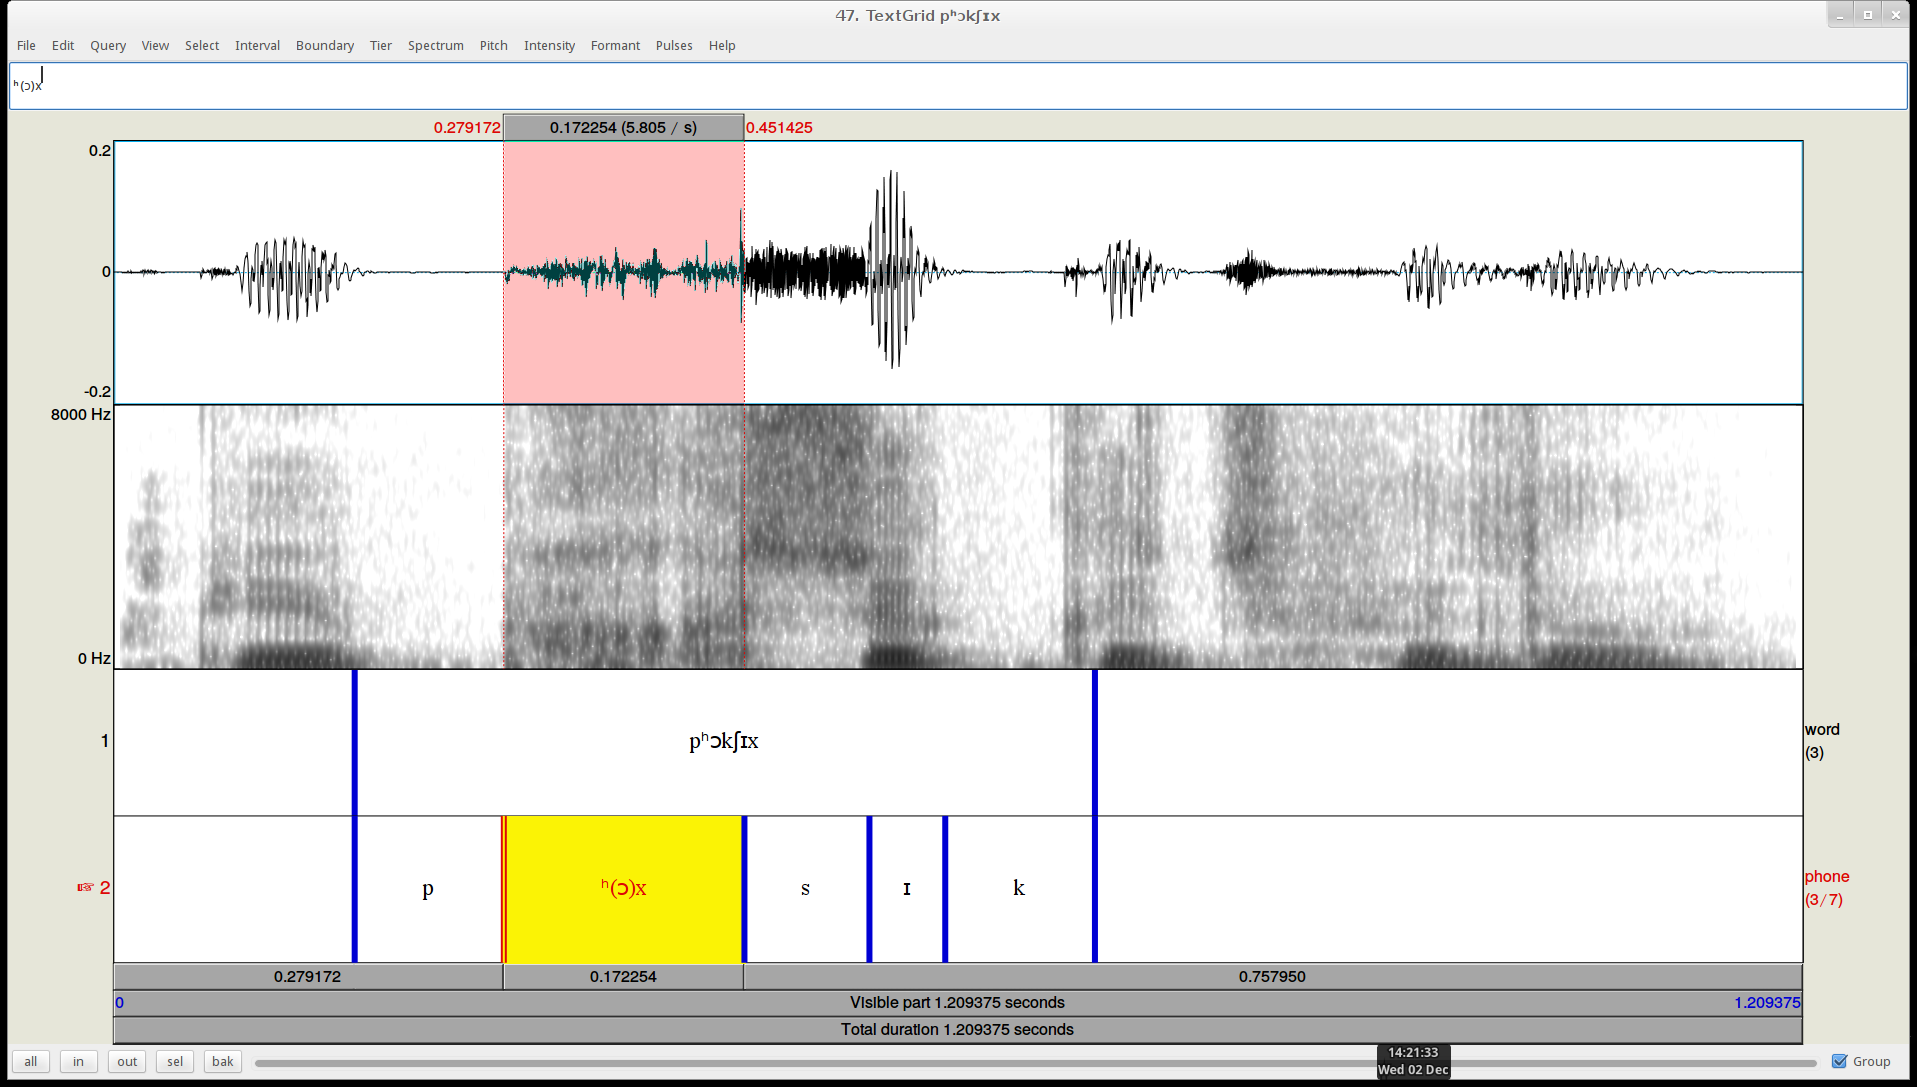 47. TextGrid pʰɔkʃɪx
File Edit Query View Select Interval Boundary Tier Spectrum Pitch Intensity Formant Pulses Help
ʰ(ɔ)x
0.279172 0.172254 (5.805 / s) 0.451425
0.2
0
-0.2
8000 Hz
0 Hz
1 pʰɔkʃɪx word
(3)
☞ 2 p ʰ(ɔ)x s ɪ k phone
(3/7)
0.279172 0.172254 0.757950
0 Visible part 1.209375 seconds 1.209375
Total duration 1.209375 seconds
all in out sel bak Group
14:21:33
Wed 02 Dec